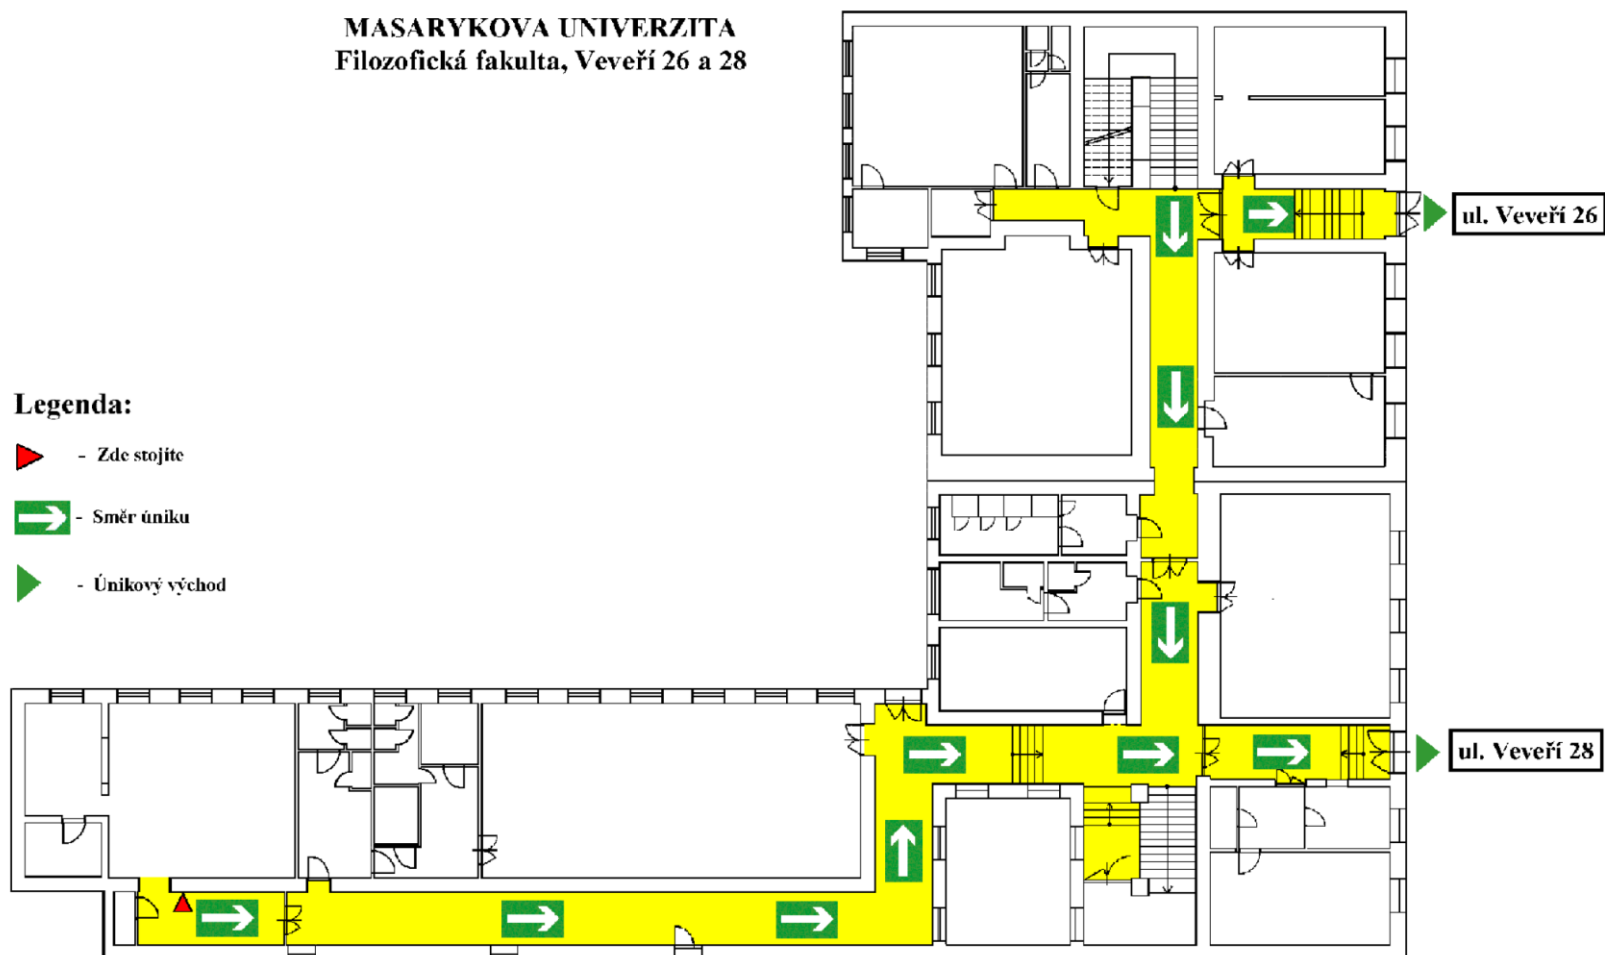 MASARYKOVA UNIVERZITA
Filozofická fakulta, Veveří 26 a 28
ul. Veveří 26
Legenda:
- Zde stojíte
- Směr úniku
- Únikový východ
ul. Veveří 28